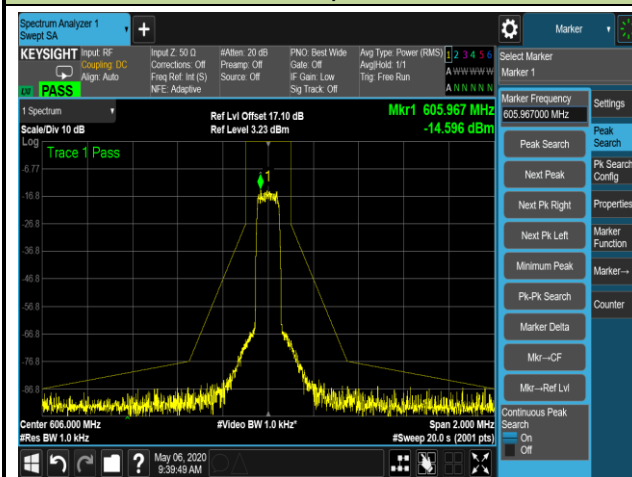 Spectrum Analyzer 1
Swept SA
+
Marker
KEYSIGHT
Input: RF
Coupling: DC
Align: Auto
Input Z: 50 Ω
Corrections: Off
Freq Ref: Int (S)
NFE: Adaptive
#Atten: 20 dB
Preamp: Off
Source: Off
PNO: Best Wide
Gate: Off
IF Gain: Low
Sig Track: Off
Avg Type: Power (RMS)
Avg|Hold: 1/1
Trig: Free Run
1 2 3 4 5 6
A W W W W W
A N N N N N
LXI
PASS
Select Marker
Marker 1
1 Spectrum
Scale/Div 10 dB
Ref Lvl Offset 17.10 dB
Ref Level 3.23 dBm
Mkr1 605.967 MHz
-14.596 dBm
Log
Trace 1 Pass
1
-6.77
-16.8
-26.8
-36.8
-46.8
-56.8
-66.8
-76.8
-86.8
Center 606.000 MHz
#Res BW 1.0 kHz
#Video BW 1.0 kHz*
Span 2.000 MHz
#Sweep 20.0 s (2001 pts)
Marker Frequency
605.967000 MHz
Peak Search
Next Peak
Next Pk Right
Next Pk Left
Minimum Peak
Pk-Pk Search
Marker Delta
Mkr→CF
Mkr→Ref Lvl
Continuous Peak
Search
On
Off
Settings
Peak
Search
Pk Search
Config
Properties
Marker
Function
Marker→
Counter
?
May 06, 2020
9:39:49 AM